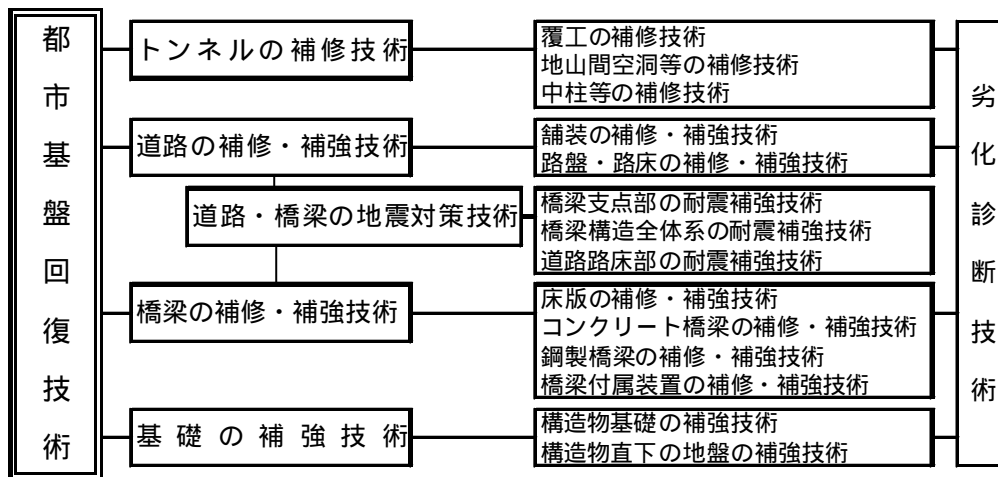 都市基盤回復技術
トンネルの補修技術
覆工の補修技術
地山間空洞等の補修技術
中柱等の補修技術
道路の補修・補強技術
舗装の補修・補強技術
路盤・路床の補修・補強技術
道路・橋梁の地震対策技術
橋梁支点部の耐震補強技術
橋梁構造全体系の耐震補強技術
道路路床部の耐震補強技術
橋梁の補修・補強技術
床版の補修・補強技術
コンクリート橋梁の補修・補強技術
鋼製橋梁の補修・補強技術
橋梁付属装置の補修・補強技術
基礎の補強技術
構造物基礎の補強技術
構造物直下の地盤の補強技術
劣化診断技術